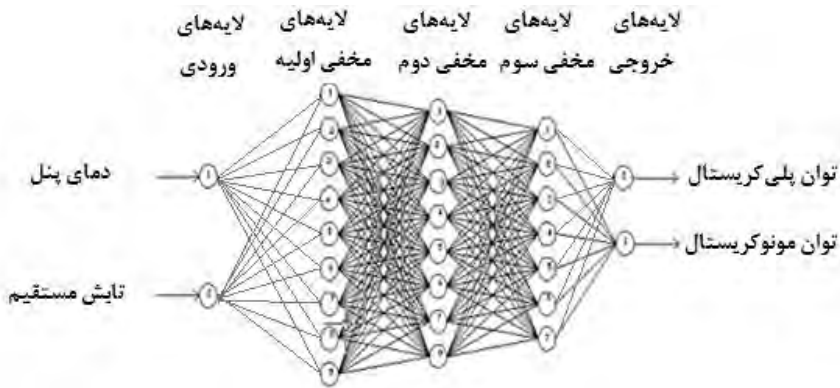 لایه‌های ورودی
لایه‌های مخفی اولیه
لایه‌های مخفی دوم
لایه‌های مخفی سوم
لایه‌های خروجی
دمای پنل
تابش مستقیم
توان پلی‌کریستال
توان مونوکریستال